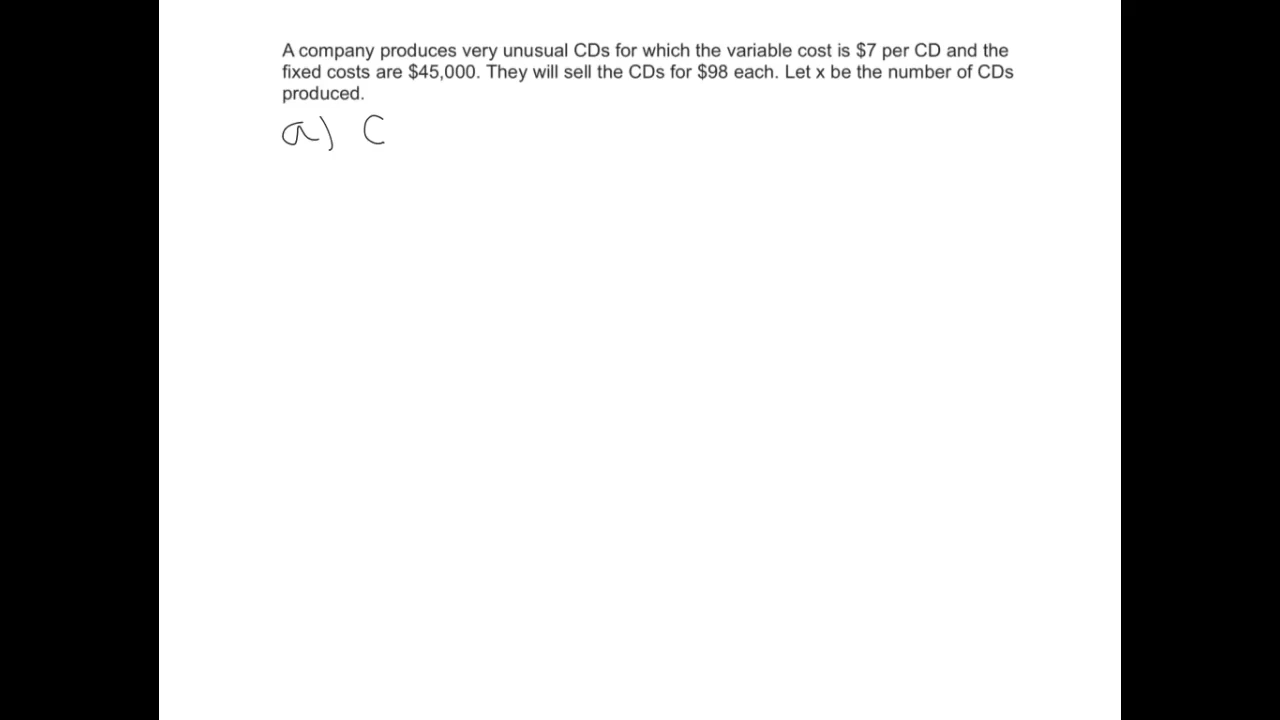 A company produces very unusual CDs for which the variable cost is $7 per CD and the
fixed costs are $45,000. They will sell the CDs for $98 each. Let x be the number of CDs
produced.
a) C